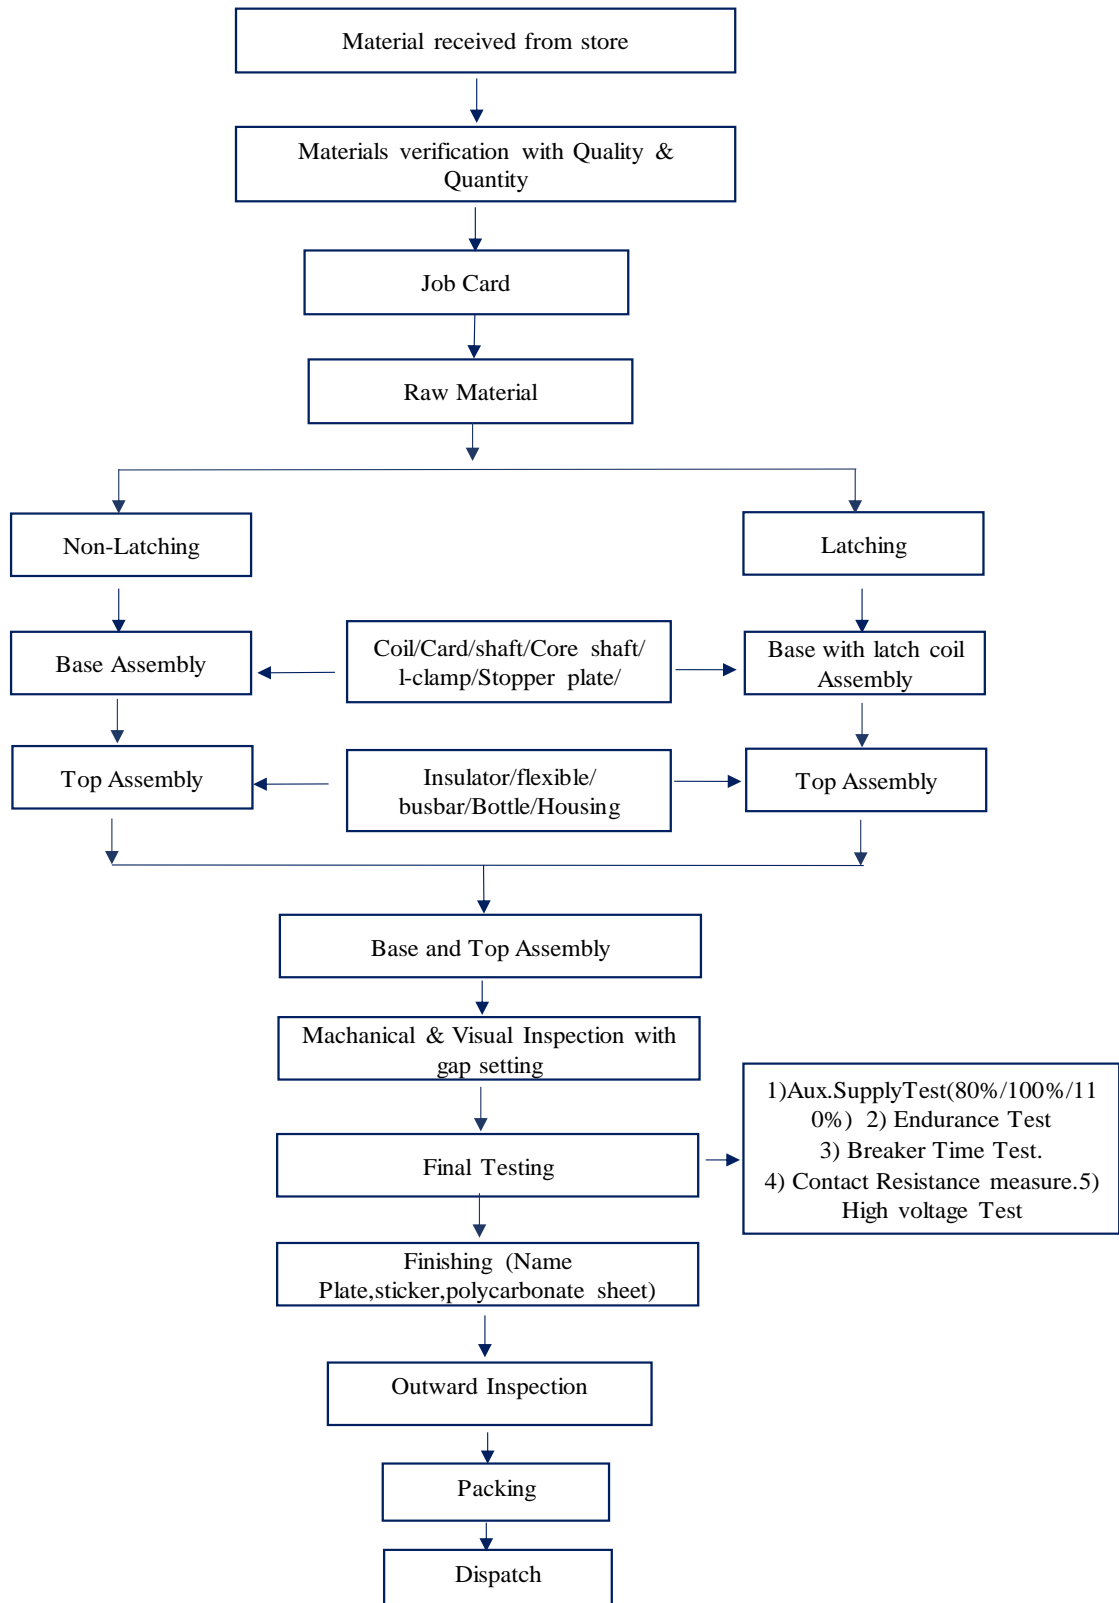 Material received from store
Materials verification with Quality &
Quantity
Job Card
Raw Material
Non-Latching
Latching
Base Assembly
Coil/Card/shaft/Core shaft/
l-clamp/Stopper plate/
Base with latch coil
Assembly
Top Assembly
Insulator/flexible/
busbar/Bottle/Housing
Top Assembly
Base and Top Assembly
Machanical & Visual Inspection with
gap setting
Final Testing
1)Aux.SupplyTest(80%/100%/11
0%) 2) Endurance Test
3) Breaker Time Test.
4) Contact Resistance measure.5)
High voltage Test
Finishing (Name
Plate,sticker,polycarbonate sheet)
Outward Inspection
Packing
Dispatch